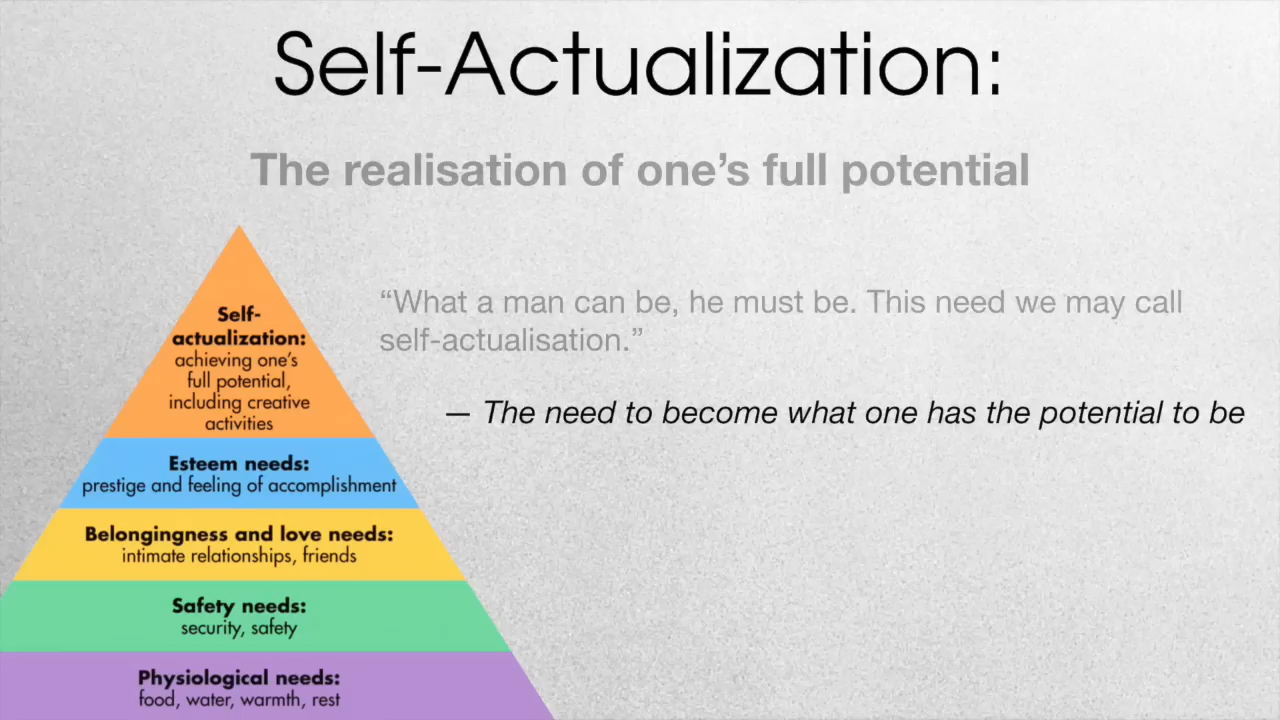 Self-Actualization:
The realisation of one’s full potential
Self-
actualization:
achieving one’s
full potential,
including creative
activities
Esteem needs:
prestige and feeling of accomplishment
Belongingness and love needs:
intimate relationships, friends
Safety needs:
security, safety
Physiological needs:
food, water, warmth, rest
“What a man can be, he must be. This need we may call
self-actualisation.”
— The need to become what one has the potential to be